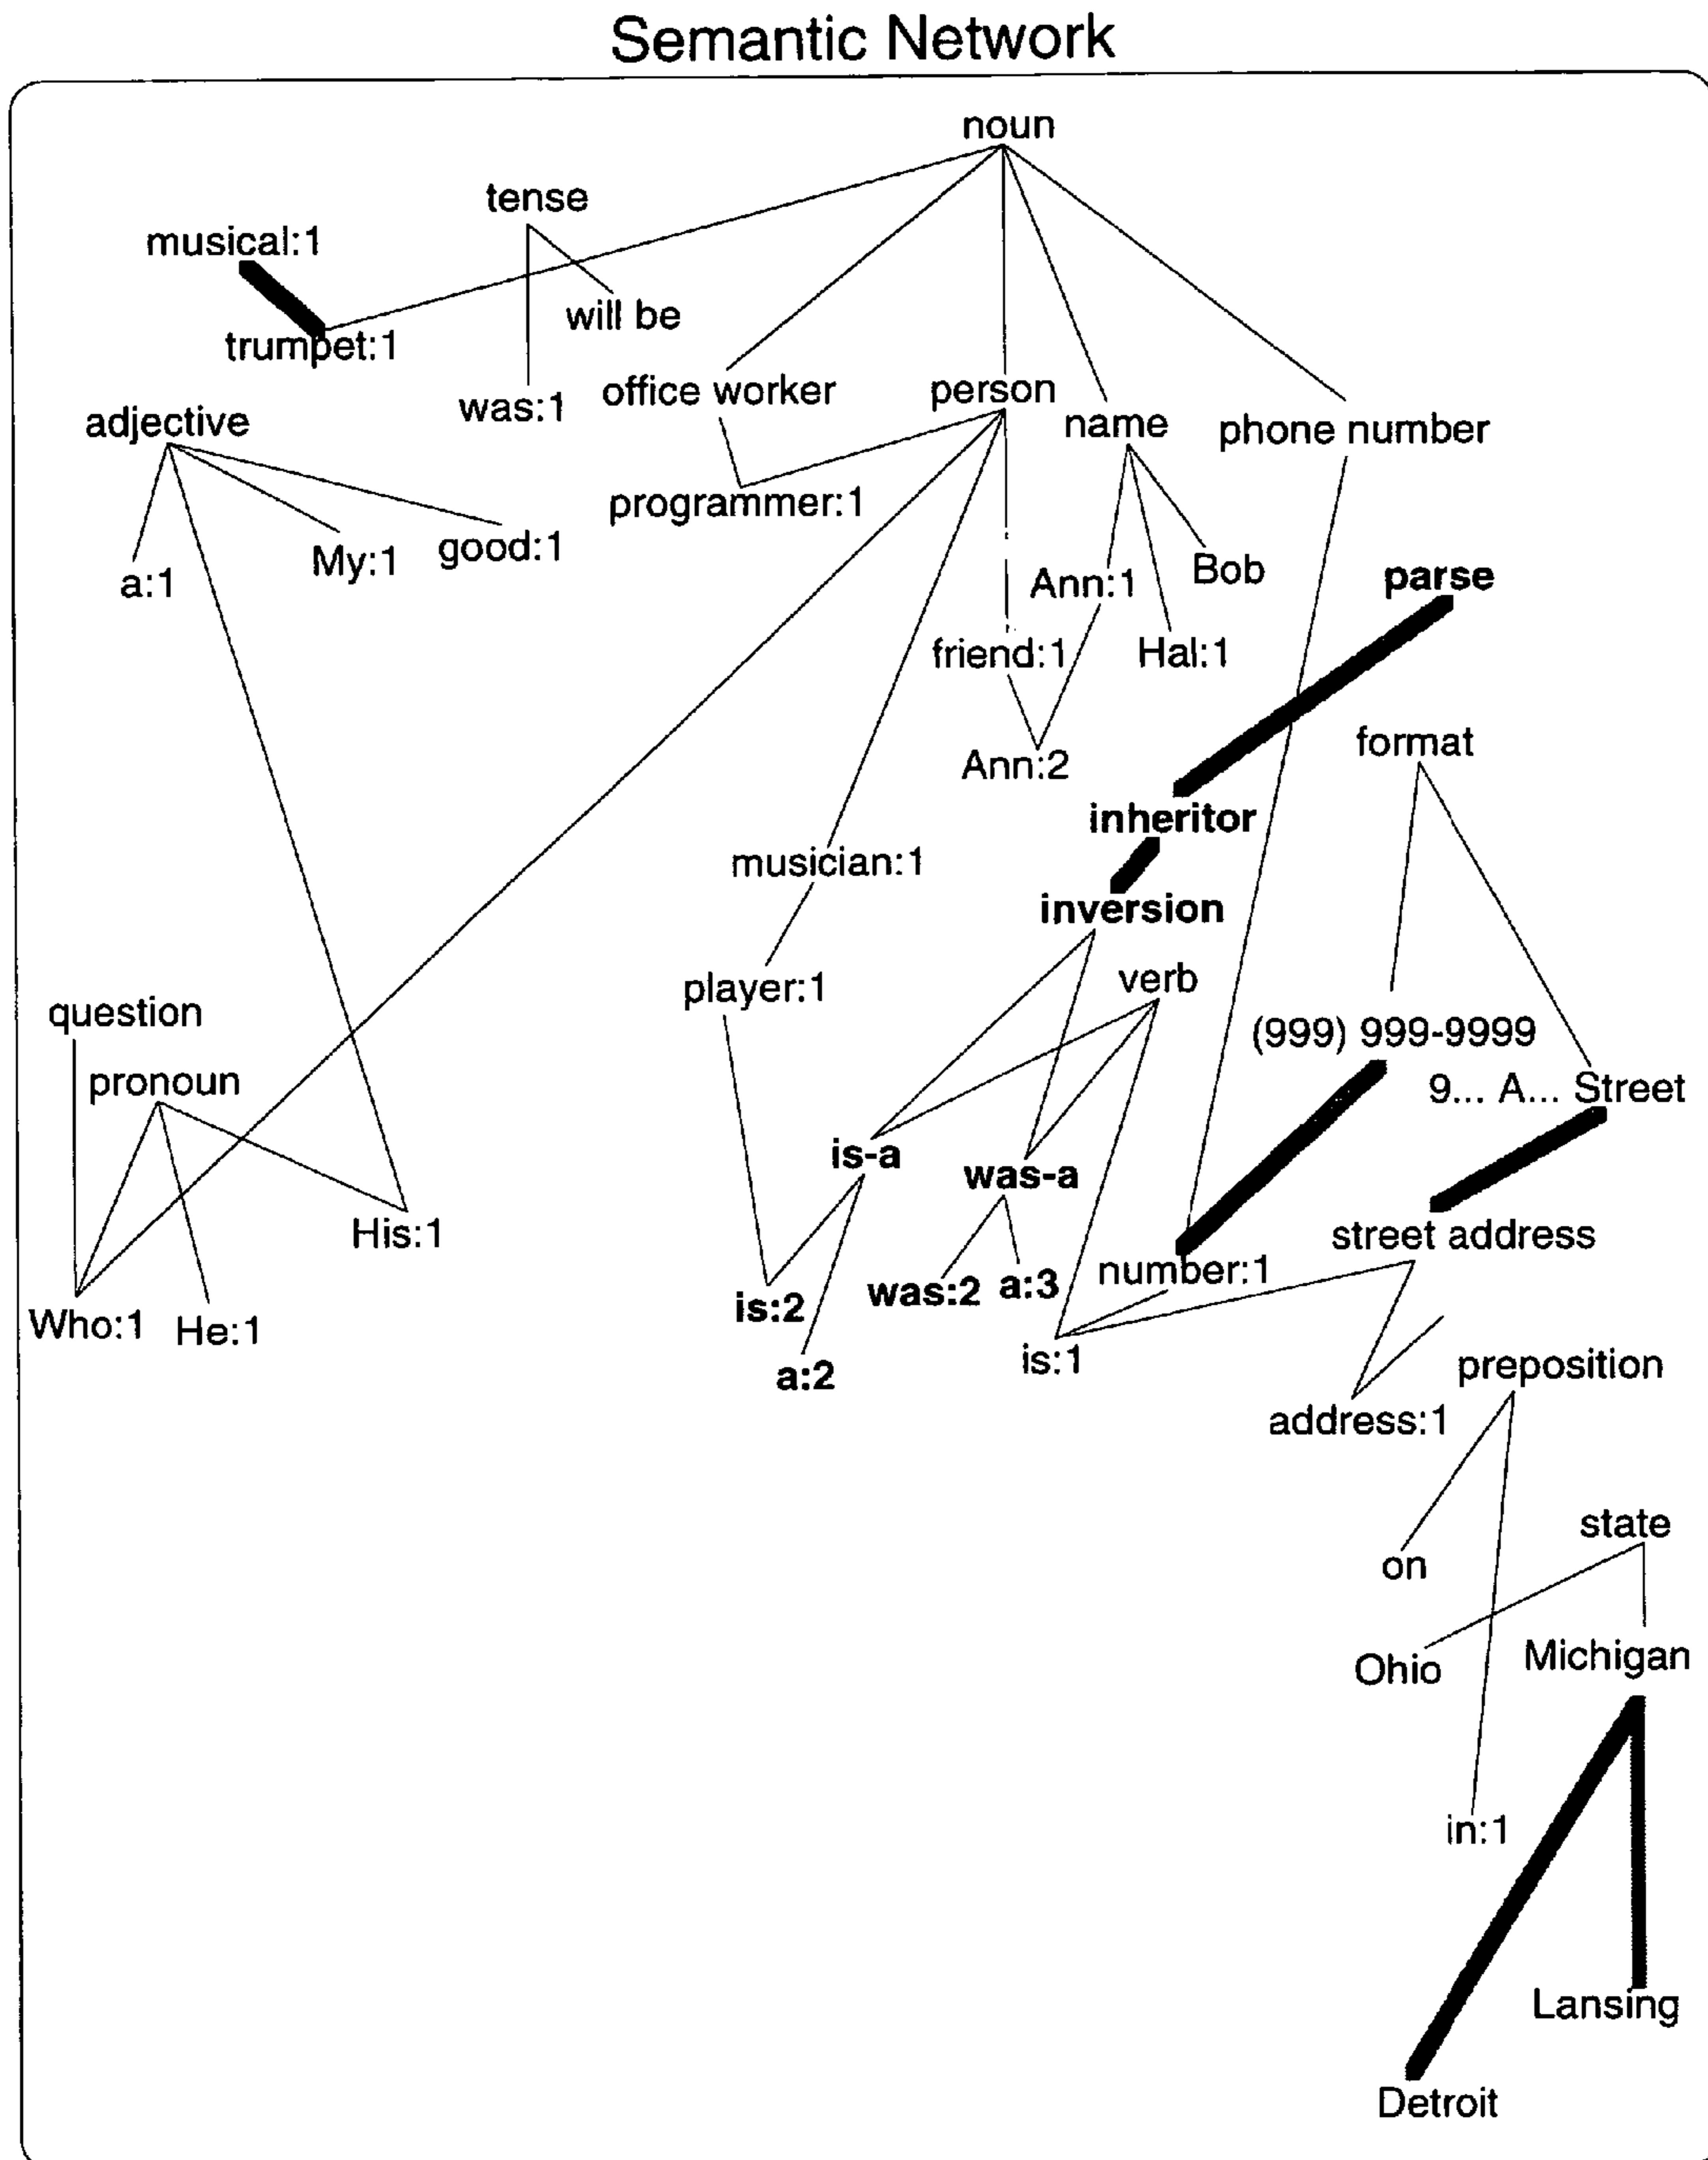 Semantic Network
noun
tense
musical:1
will be
trumpet:1
office worker
person
was:1
adjective
name
phone number
programmer:1
good:1
My:1
a:1
Ann:1
Bob
parse
friend:1
Hal:1
format
Ann:2
inheritor
musician:1
inversion
verb
player:1
question
(999) 999-9999
pronoun
9... A... Street
is-a
was-a
His:1
street address
number:1
was:2
a:3
is:2
Who:1
He:1
is:1
preposition
a:2
address:1
state
on
Michigan
Ohio
in:1
Lansing
Detroit